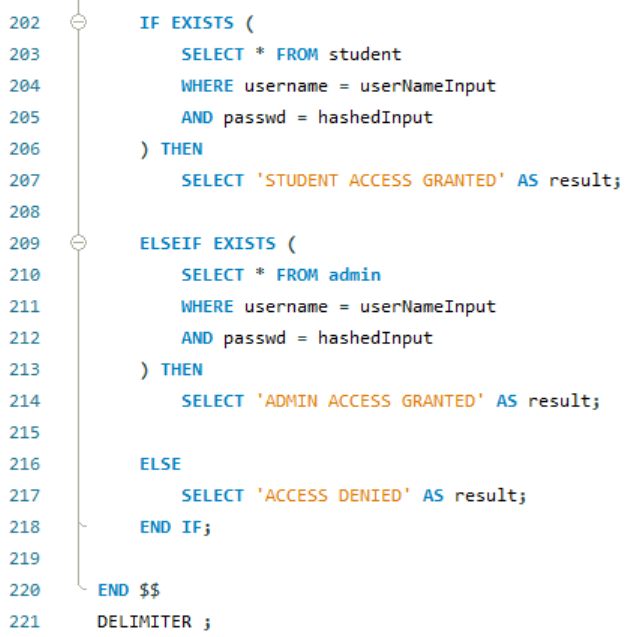 202 IF EXISTS (
203 SELECT * FROM student
204 WHERE username = userNameInput
205 AND passwd = hashedInput
206 ) THEN
207 SELECT 'STUDENT ACCESS GRANTED' AS result;
208
209 ELSEIF EXISTS (
210 SELECT * FROM admin
211 WHERE username = userNameInput
212 AND passwd = hashedInput
213 ) THEN
214 SELECT 'ADMIN ACCESS GRANTED' AS result;
215
216 ELSE
217 SELECT 'ACCESS DENIED' AS result;
218 END IF;
219
220 END $$
221 DELIMITER ;